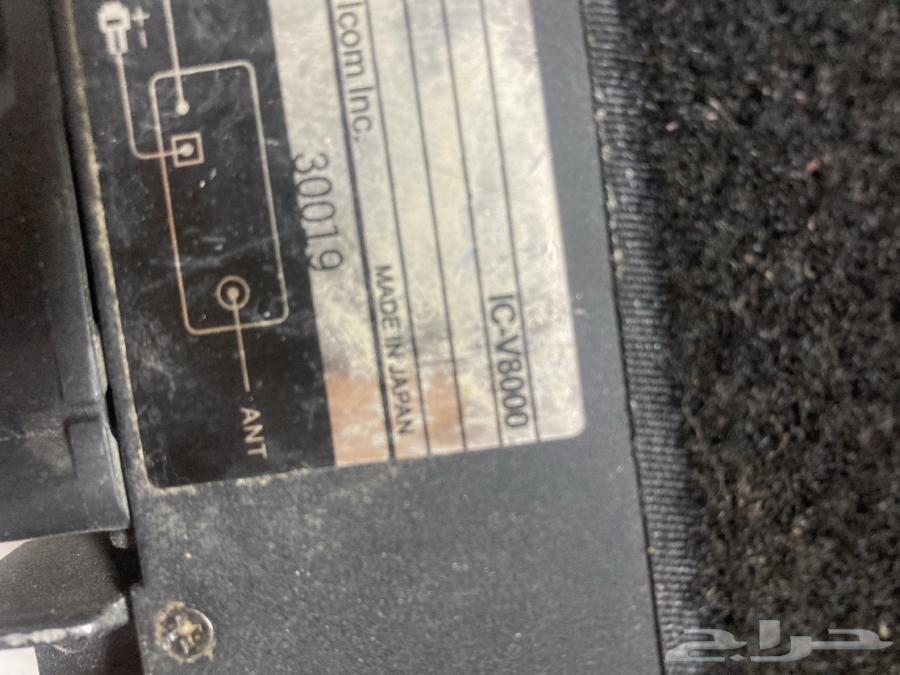 IC-V8000
Icom Inc.
MADE IN JAPAN
30019
+
-
ANT
حراج